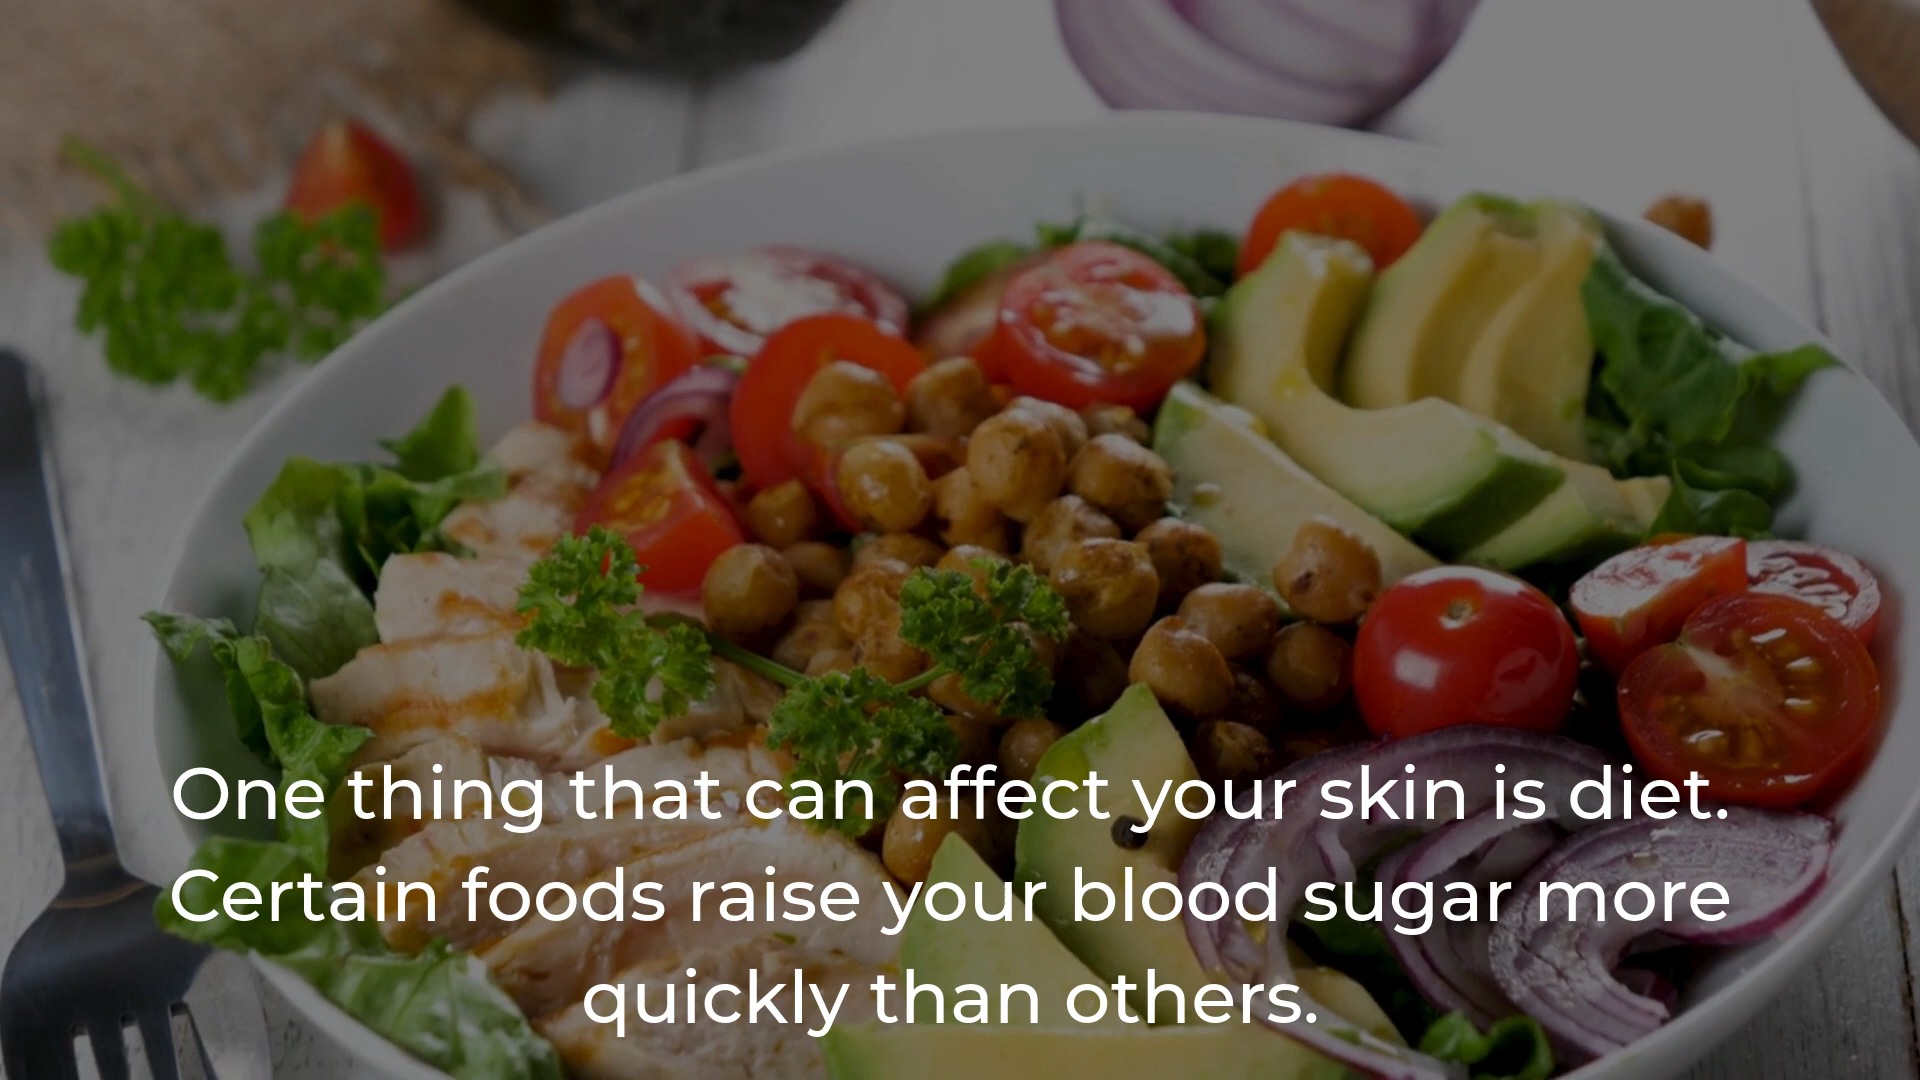 One thing that can affect your skin is diet.
Certain foods raise your blood sugar more
quickly than others.